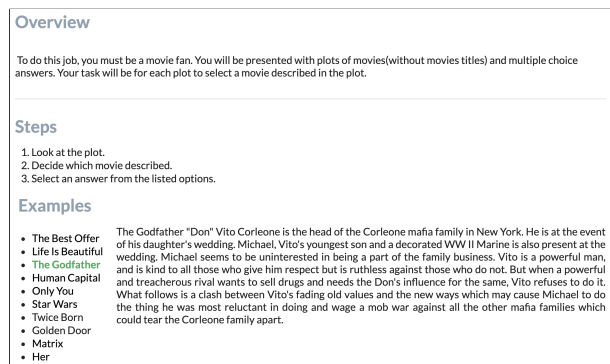 Overview
To do this job, you must be a movie fan. You will be presented with plots of movies(without movies titles) and multiple choice
answers. Your task will be for each plot to select a movie described in the plot.
Steps
1. Look at the plot.
2. Decide which movie described.
3. Select an answer from the listed options.
Examples
• The Best Offer
• Life Is Beautiful
• The Godfather
• Human Capital
• Only You
• Star Wars
• Twice Born
• Golden Door
• Matrix
• Her
The Godfather "Don" Vito Corleone is the head of the Corleone mafia family in New York. He is at the event
of his daughter's wedding. Michael, Vito's youngest son and a decorated WW II Marine is also present at the
wedding. Michael seems to be uninterested in being a part of the family business. Vito is a powerful man,
and is kind to all those who give him respect but is ruthless against those who do not. But when a powerful
and treacherous rival wants to sell drugs and needs the Don's influence for the same, Vito refuses to do it.
What follows is a clash between Vito's fading old values and the new ways which may cause Michael to do
the thing he was most reluctant in doing and wage a mob war against all the other mafia families which
could tear the Corleone family apart.